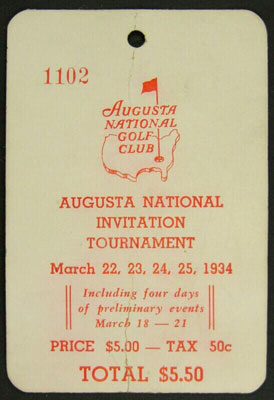 1102
AUGUSTA
NATIONAL
GOLF
CLUB
AUGUSTA NATIONAL
INVITATION
TOURNAMENT
March 22, 23, 24, 25, 1934
Including four days
of preliminary events
March 18 — 21
PRICE $5.00 — TAX 50c
TOTAL $5.50